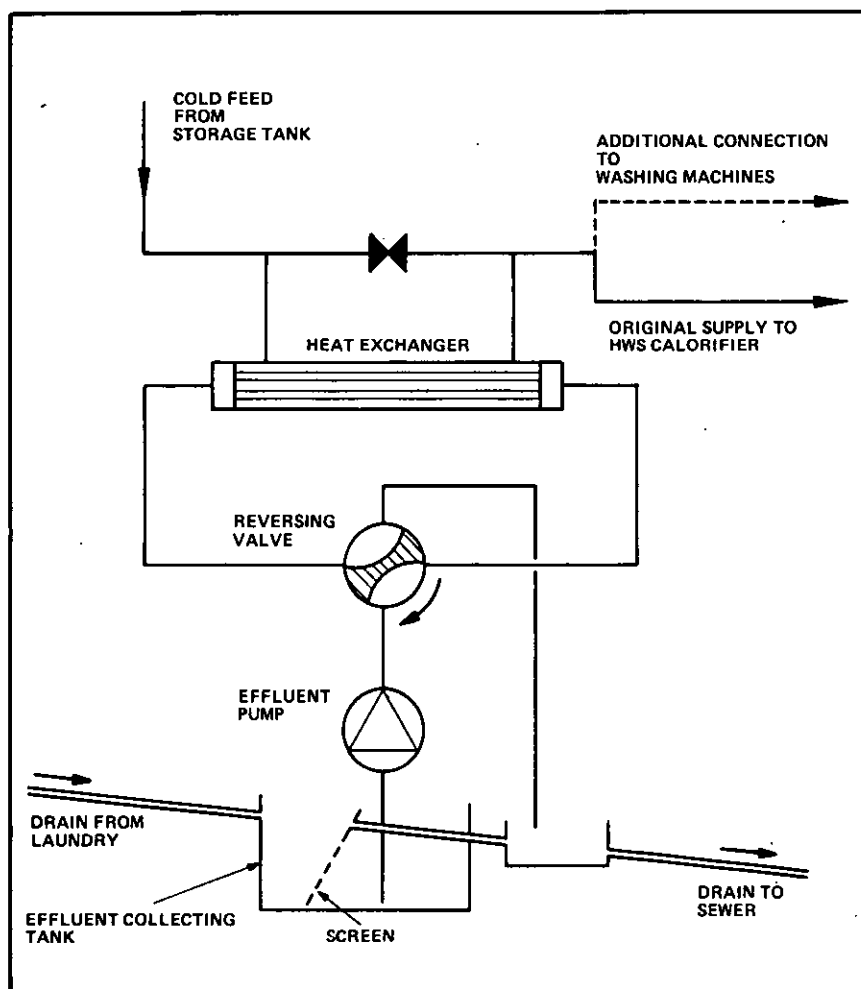 COLD FEED
FROM
STORAGE TANK
ADDITIONAL CONNECTION
TO
WASHING MACHINES
ORIGINAL SUPPLY TO
HWS CALORIFIER
HEAT EXCHANGER
REVERSING
VALVE
EFFLUENT
PUMP
DRAIN FROM
LAUNDRY
EFFLUENT COLLECTING
TANK
SCREEN
DRAIN TO
SEWER